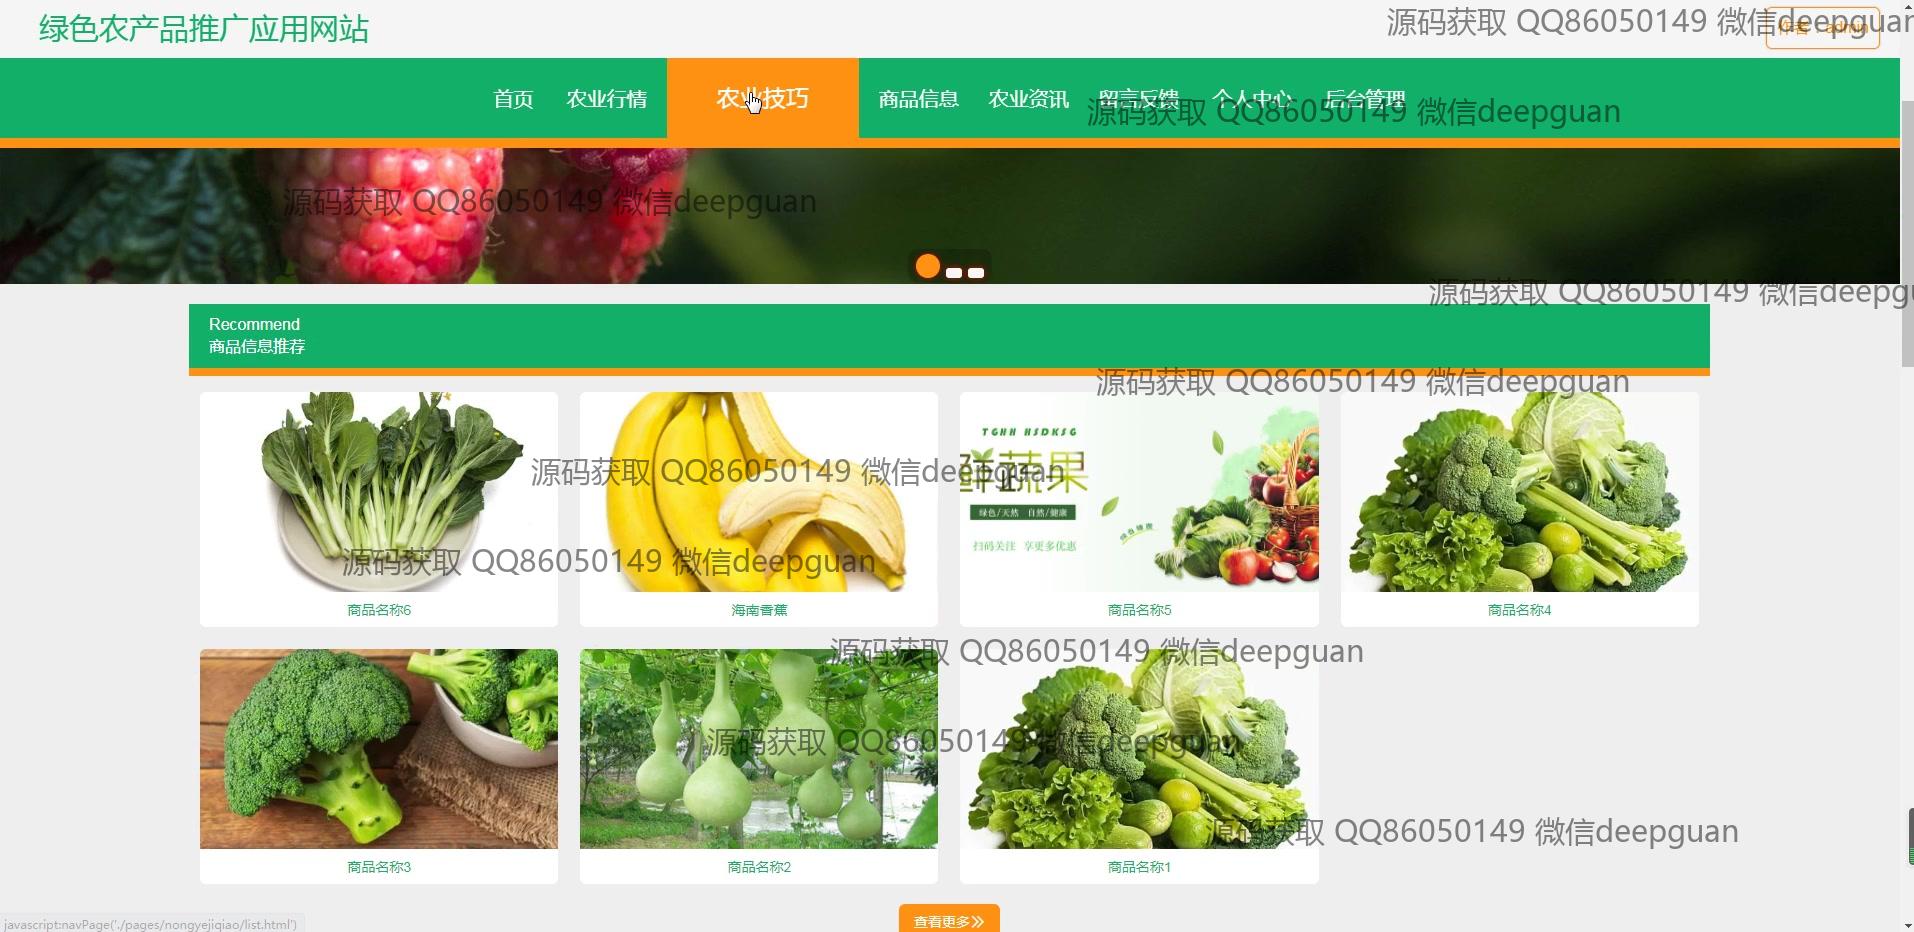 绿色农产品推广应用网站
源码获取 QQ86050149 微信deepguan
作者：admin
首页 农业行情 农业技巧 商品信息 农业资讯 留言反馈 个人中心 后台管理
源码获取 QQ86050149 微信deepguan
源码获取 QQ86050149 微信deepguan
源码获取 QQ86050149 微信deepgu
Recommend
商品信息推荐
源码获取 QQ86050149 微信deepguan
TGHH HSDKSG
鲜蔬果
绿色/天然 自然/健康
绿色健康
扫码关注 享更多优惠
源码获取 QQ86050149 微信deepguan
源码获取 QQ86050149 微信deepguan
商品名称6 海南香蕉 商品名称5 商品名称4
源码获取 QQ86050149 微信deepguan
源码获取 QQ86050149 微信deepguan
源码获取 QQ86050149 微信deepguan
商品名称3 商品名称2 商品名称1
查看更多
javascript:navPage('./pages/nongyejiqiao/list.html')